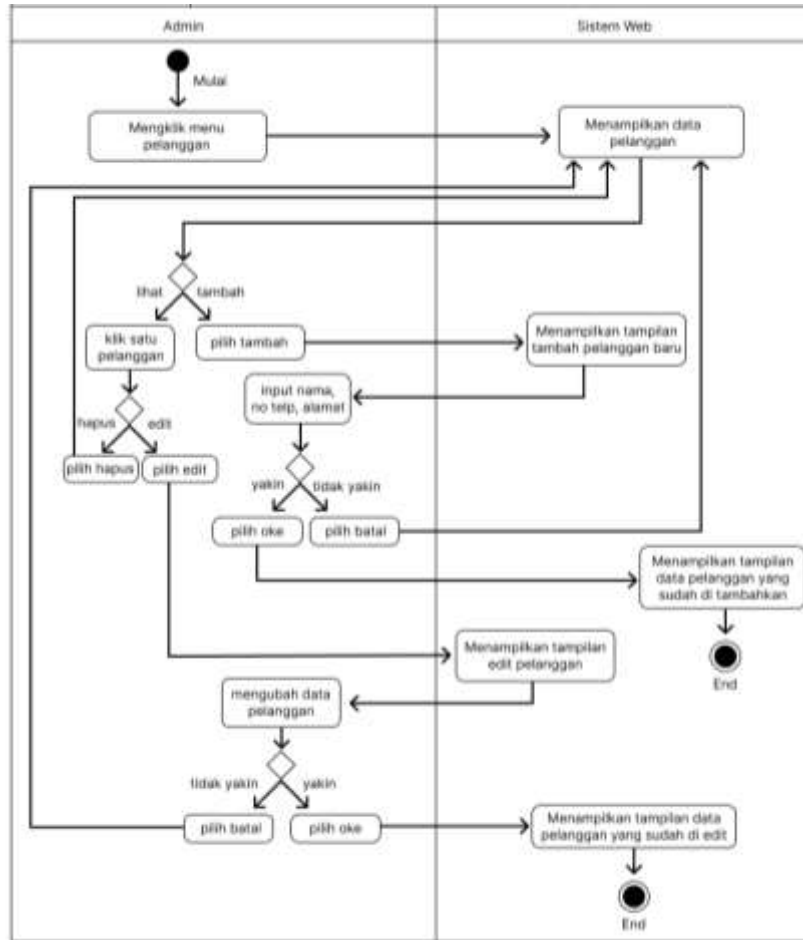 Admin
Sistem Web
Mulai
Mengklik menu
pelanggan
Menampilkan data
pelanggan
lihat
tambah
klik satu
pelanggan
pilih tambah
Menampilkan tampilan
tambah pelanggan baru
input nama,
no telp, alamat
hapus
edit
pilih hapus
pilih edit
yakin
tidak yakin
pilih oke
pilih batal
Menampilkan tampilan
data pelanggan yang
sudah di tambahkan
End
Menampilkan tampilan
edit pelanggan
mengubah data
pelanggan
tidak yakin
yakin
pilih batal
pilih oke
Menampilkan tampilan data
pelanggan yang sudah di edit
End